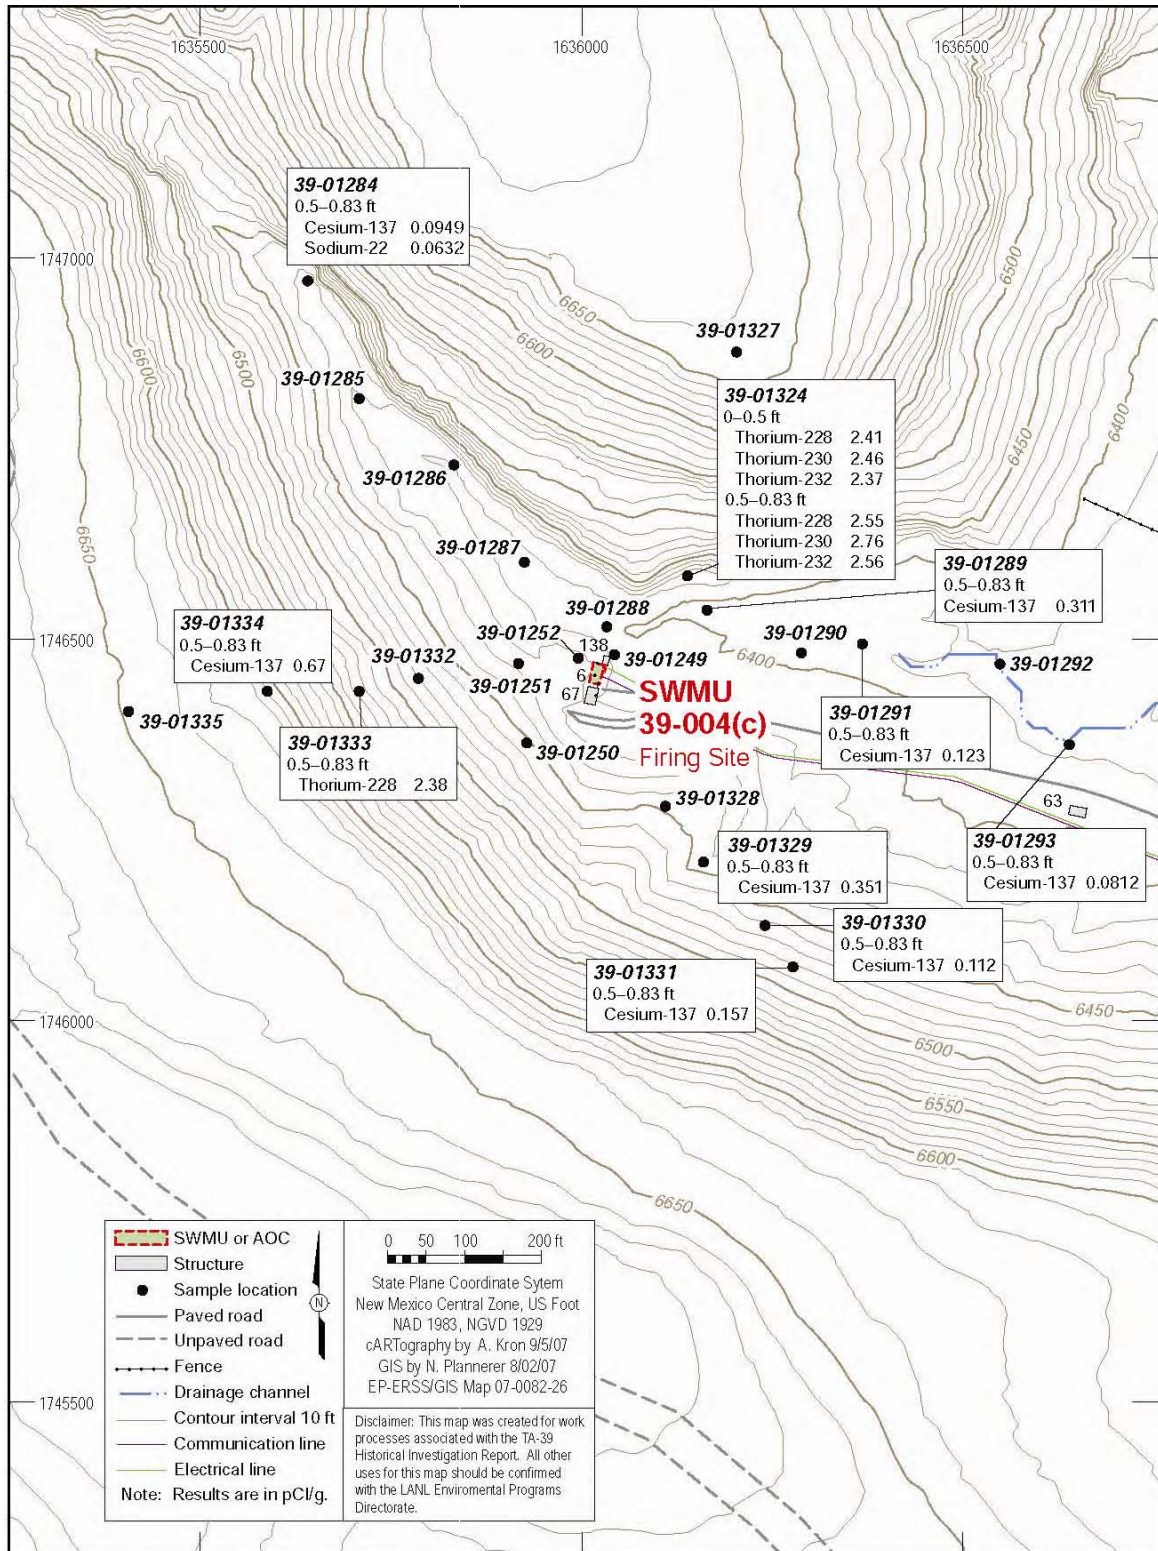 1635500
1636000
1636500
39-01284
0.5–0.83 ft
Cesium-137 0.0949
Sodium-22 0.0632
1747000
6500
6650
6600
39-01327
6600
6500
39-01285
39-01324
0–0.5 ft
Thorium-228 2.41
Thorium-230 2.46
Thorium-232 2.37
0.5–0.83 ft
Thorium-228 2.55
Thorium-230 2.76
Thorium-232 2.56
6400
6450
39-01286
39-01287
6650
39-01289
0.5–0.83 ft
Cesium-137 0.311
39-01288
39-01334
0.5–0.83 ft
Cesium-137 0.67
1746500
39-01252
138
39-01290
39-01332
39-01249
6400
39-01292
39-01251
6
67
SWMU
39-004(c)
Firing Site
39-01335
39-01333
0.5–0.83 ft
Thorium-228 2.38
39-01291
0.5–0.83 ft
Cesium-137 0.123
39-01250
39-01328
63
39-01329
0.5–0.83 ft
Cesium-137 0.351
39-01293
0.5–0.83 ft
Cesium-137 0.0812
39-01330
0.5–0.83 ft
Cesium-137 0.112
39-01331
0.5–0.83 ft
Cesium-137 0.157
1746000
6450
6500
6550
6600
6650
SWMU or AOC
Structure
Sample location
Paved road
Unpaved road
Fence
Drainage channel
Contour interval 10 ft
Communication line
Electrical line
Note: Results are in pCl/g.
N
0 50 100 200 ft
State Plane Coordinate Sytem
New Mexico Central Zone, US Foot
NAD 1983, NGVD 1929
cARTography by A. Kron 9/5/07
GIS by N. Plannerer 8/02/07
EP-ERSS/GIS Map 07-0082-26
Disclaimer: This map was created for work
processes associated with the TA-39
Historical Investigation Report. All other
uses for this map should be confirmed
with the LANL Enviromental Programs
Directorate.
1745500